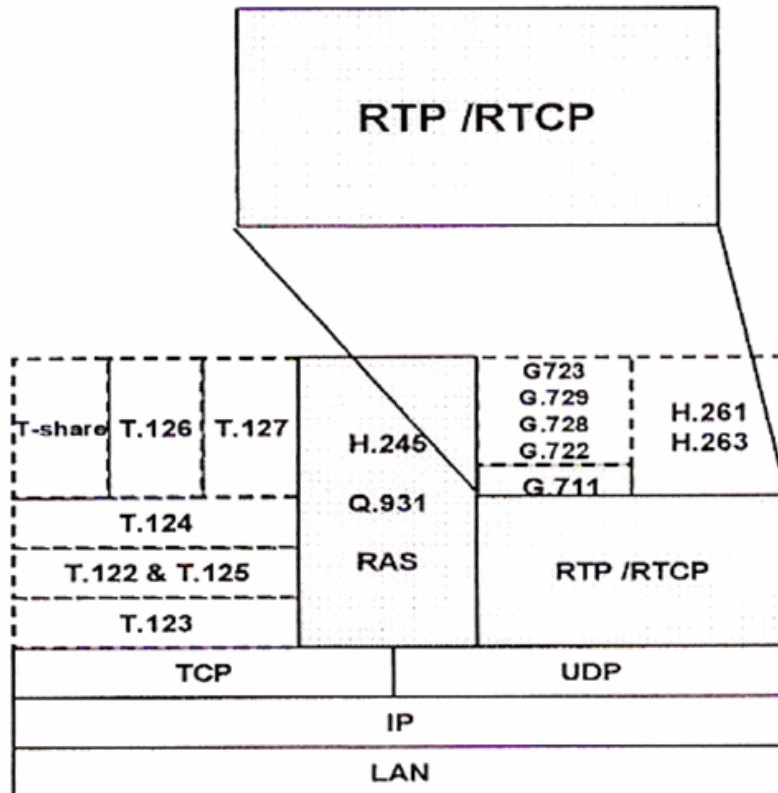 RTP /RTCP
T-share
T.126
T.127
H.245
Q.931
RAS
G723
G.729
G.728
G.722
G.711
H.261
H.263
T.124
T.122 & T.125
T.123
RTP /RTCP
TCP
UDP
IP
LAN